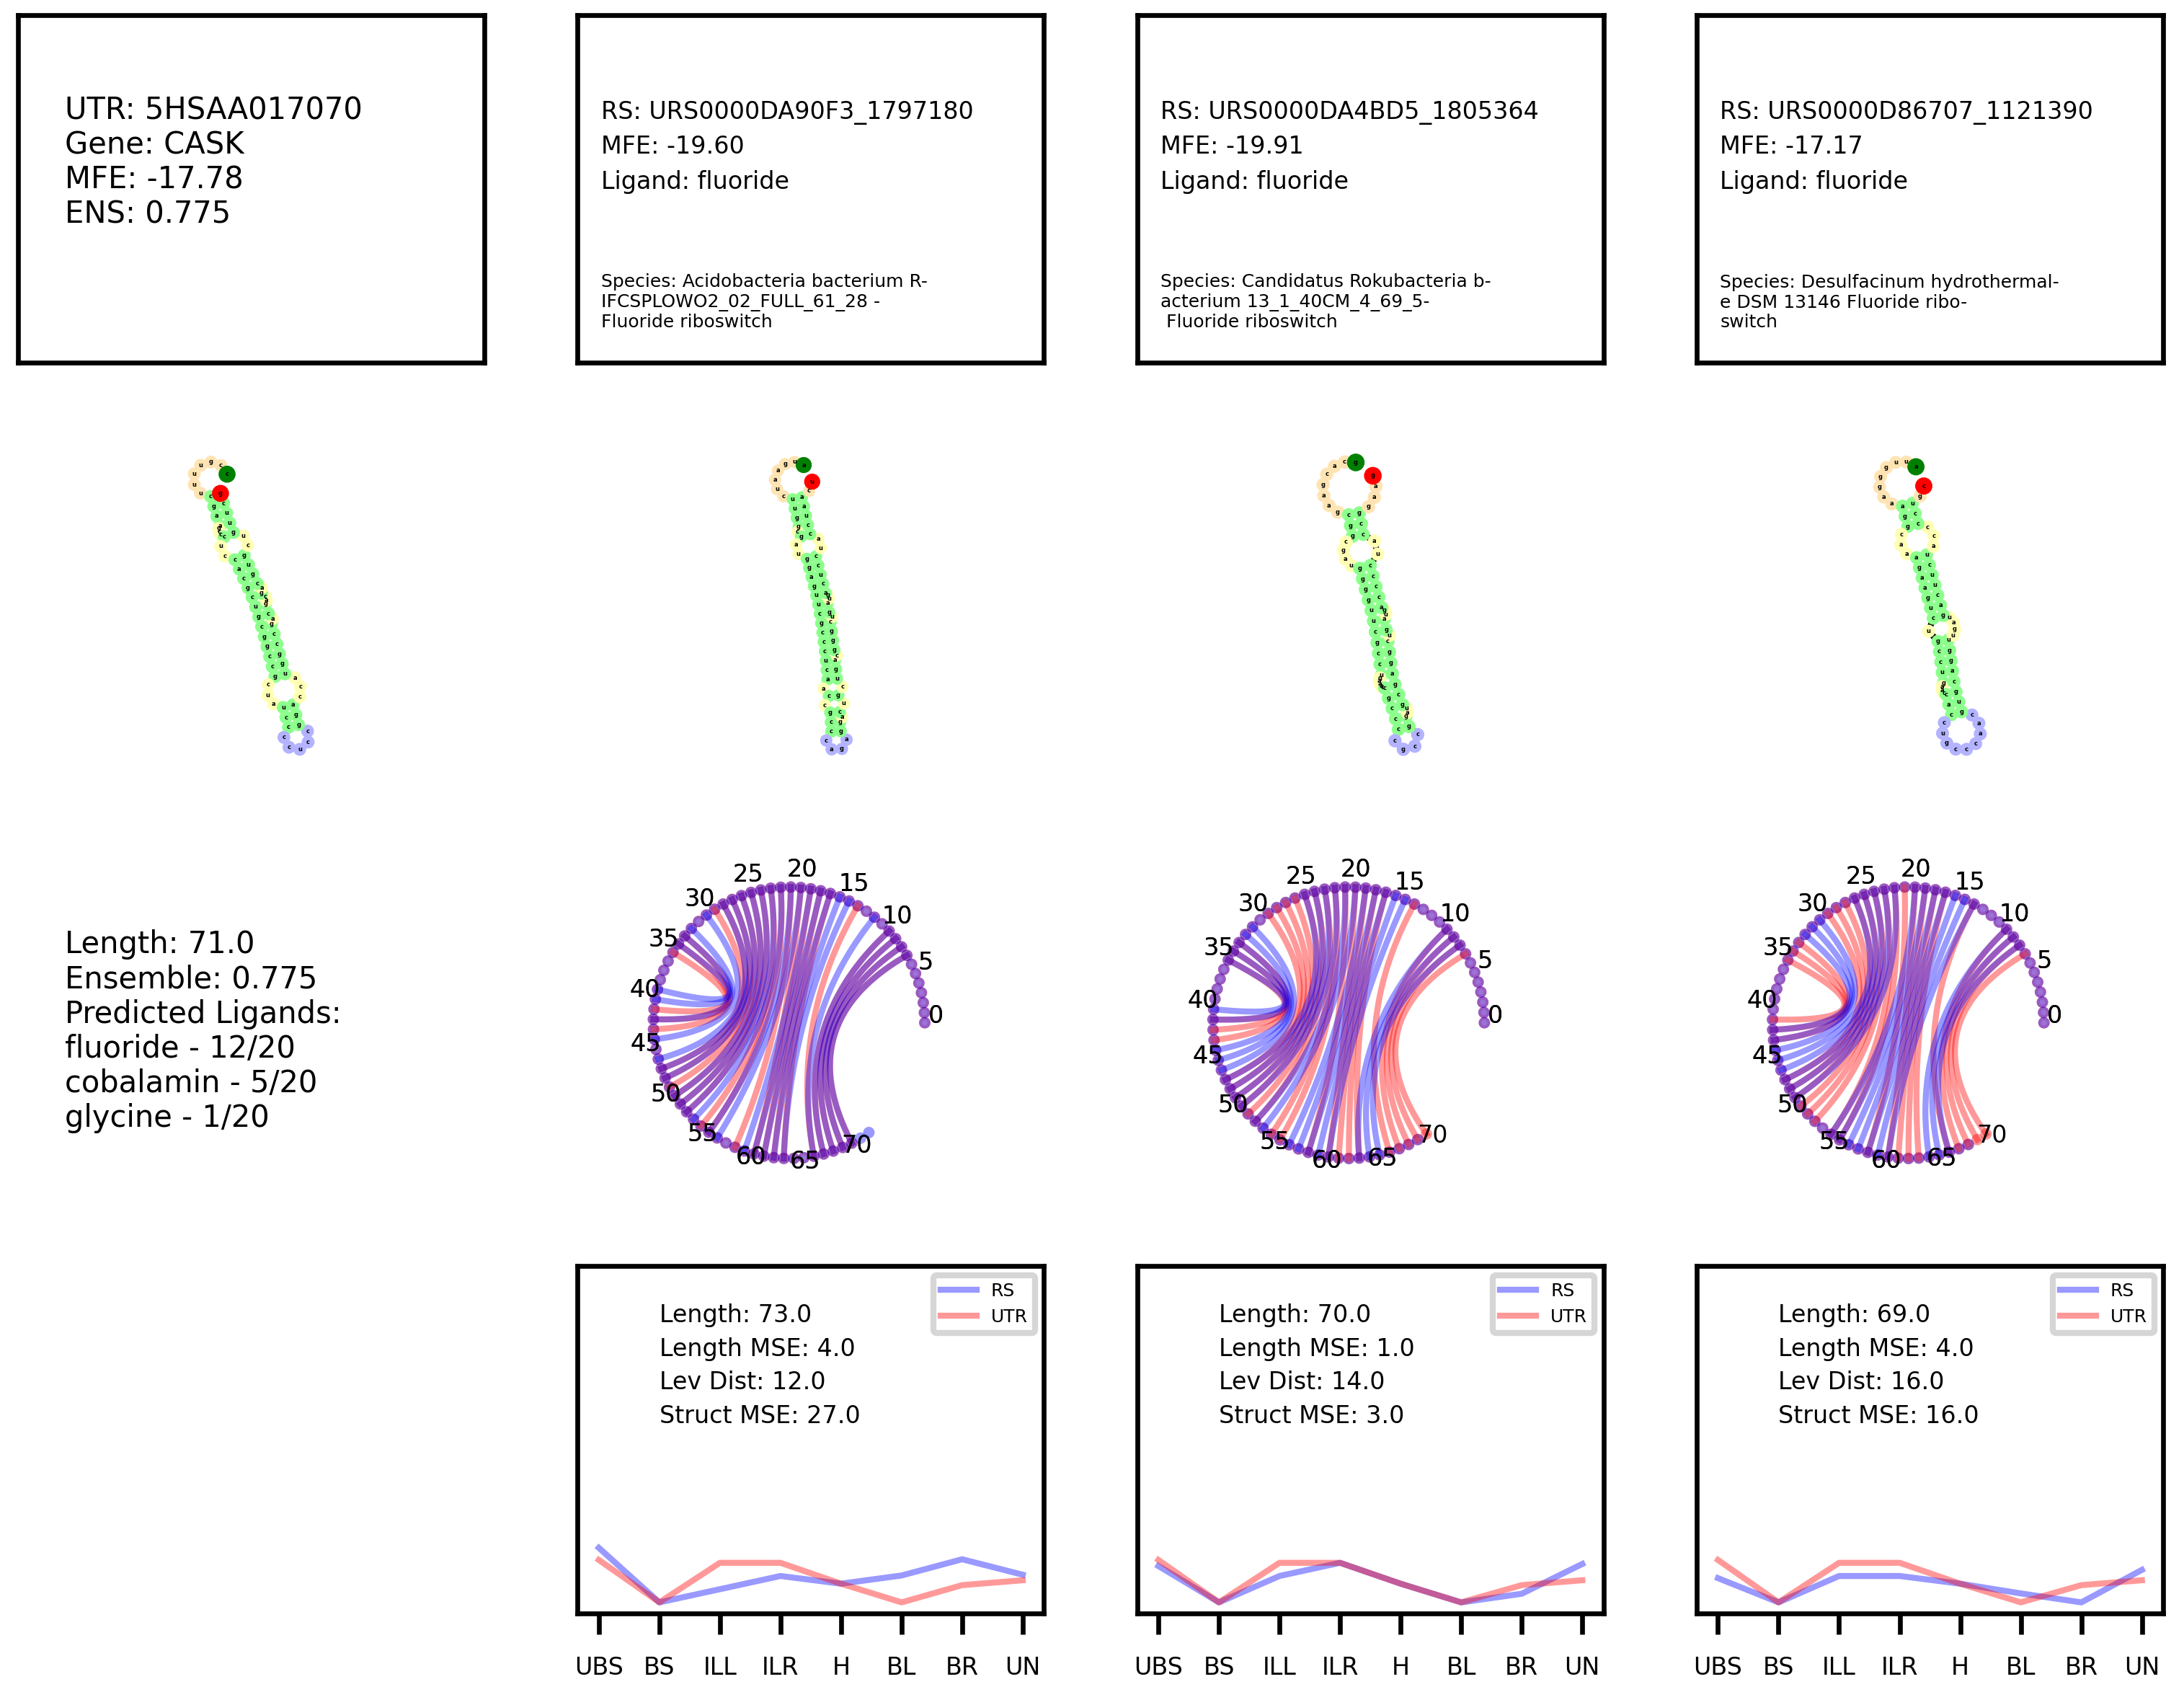 UTR: 5HSAA017070
Gene: CASK
MFE: -17.78
ENS: 0.775
RS: URS0000DA90F3_1797180
MFE: -19.60
Ligand: fluoride
Species: Acidobacteria bacterium R-
IFCSPLOWO2_02_FULL_61_28 -
Fluoride riboswitch
RS: URS0000DA4BD5_1805364
MFE: -19.91
Ligand: fluoride
Species: Candidatus Rokubacteria b-
acterium 13_1_40CM_4_69_5-
Fluoride riboswitch
RS: URS0000D86707_1121390
MFE: -17.17
Ligand: fluoride
Species: Desulfacinum hydrothermal-
e DSM 13146 Fluoride ribo-
switch
Length: 71.0
Ensemble: 0.775
Predicted Ligands:
fluoride - 12/20
cobalamin - 5/20
glycine - 1/20
0
5
10
15
20
25
30
35
40
45
50
55
60
65
70
0
5
10
15
20
25
30
35
40
45
50
55
60
65
70
0
5
10
15
20
25
30
35
40
45
50
55
60
65
70
RS
UTR
Length: 73.0
Length MSE: 4.0
Lev Dist: 12.0
Struct MSE: 27.0
UBS BS ILL ILR H BL BR UN
RS
UTR
Length: 70.0
Length MSE: 1.0
Lev Dist: 14.0
Struct MSE: 3.0
UBS BS ILL ILR H BL BR UN
RS
UTR
Length: 69.0
Length MSE: 4.0
Lev Dist: 16.0
Struct MSE: 16.0
UBS BS ILL ILR H BL BR UN